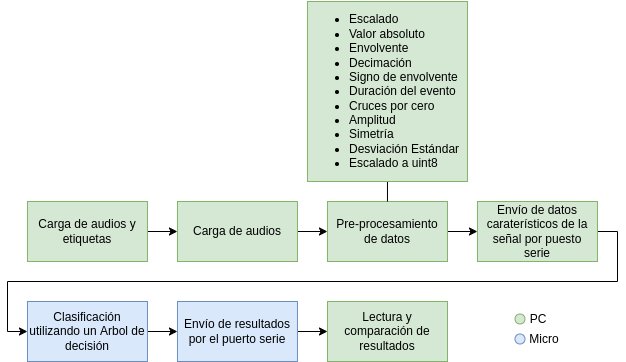 Escalado
Valor absoluto
Envolvente
Decimación
Signo de envolvente
Duración del evento
Cruces por cero
Amplitud
Simetría
Desviación Estándar
Escalado a uint8
Carga de audios y
etiquetas
Carga de audios
Pre-procesamiento
de datos
Envío de datos
caraterísticos de la
señal por puesto
serie
Clasificación
utilizando un Arbol de
decisión
Envío de resultados
por el puerto serie
Lectura y
comparación de
resultados
PC
Micro